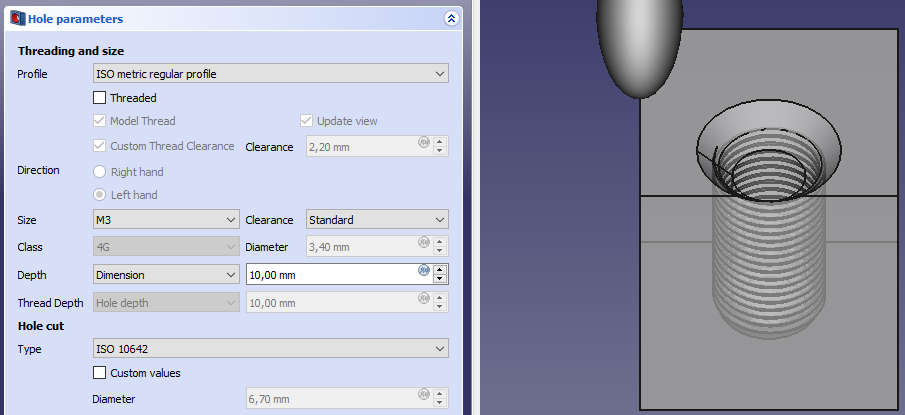 Hole parameters
Threading and size
Profile ISO metric regular profile
Threaded
Model Thread Update view
Custom Thread Clearance Clearance 2,20 mm
Direction Right hand
Left hand
Size M3 Clearance Standard
Class 4G Diameter 3,40 mm
Depth Dimension 10,00 mm
Thread Depth Hole depth 10,00 mm
Hole cut
Type ISO 10642
Custom values
Diameter 6,70 mm